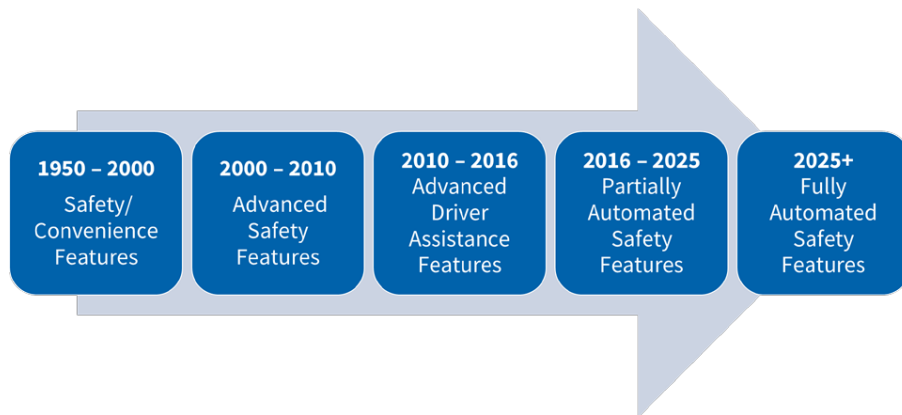 1950 – 2000
Safety/
Convenience
Features
2000 – 2010
Advanced
Safety
Features
2010 – 2016
Advanced
Driver
Assistance
Features
2016 – 2025
Partially
Automated
Safety
Features
2025+
Fully
Automated
Safety
Features